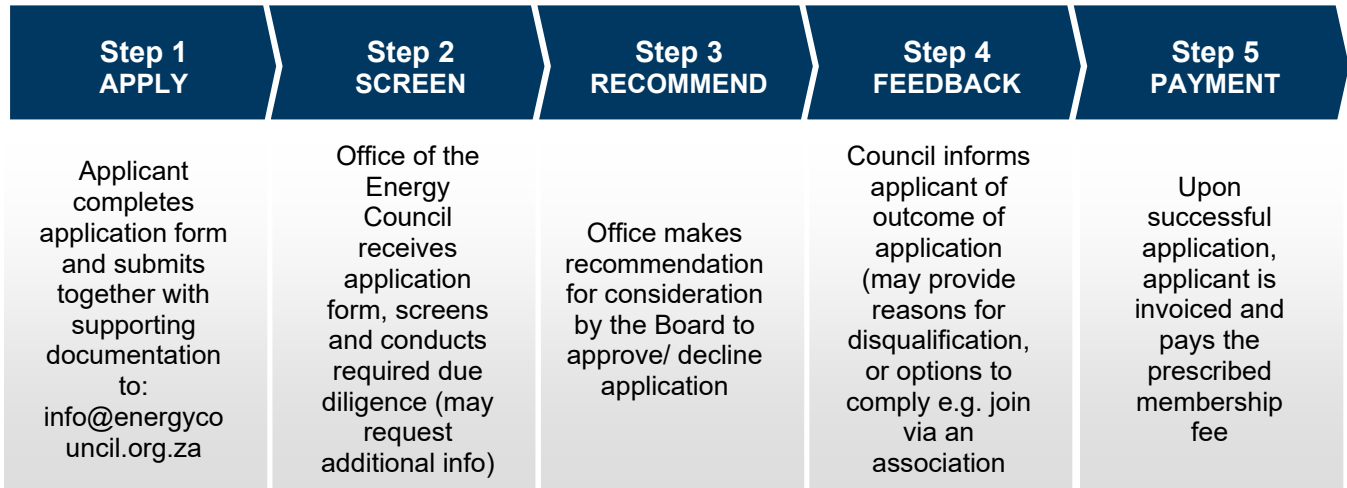 Step 1
APPLY
Step 2
SCREEN
Step 3
RECOMMEND
Step 4
FEEDBACK
Step 5
PAYMENT
Applicant
completes
application form
and submits
together with
supporting
documentation
to:
info@energyco
uncil.org.za
Office of the
Energy
Council
receives
application
form, screens
and conducts
required due
diligence (may
request
additional info)
Office makes
recommendation
for consideration
by the Board to
approve/ decline
application
Council informs
applicant of
outcome of
application
(may provide
reasons for
disqualification,
or options to
comply e.g. join
via an
association
Upon
successful
application,
applicant is
invoiced and
pays the
prescribed
membership
fee